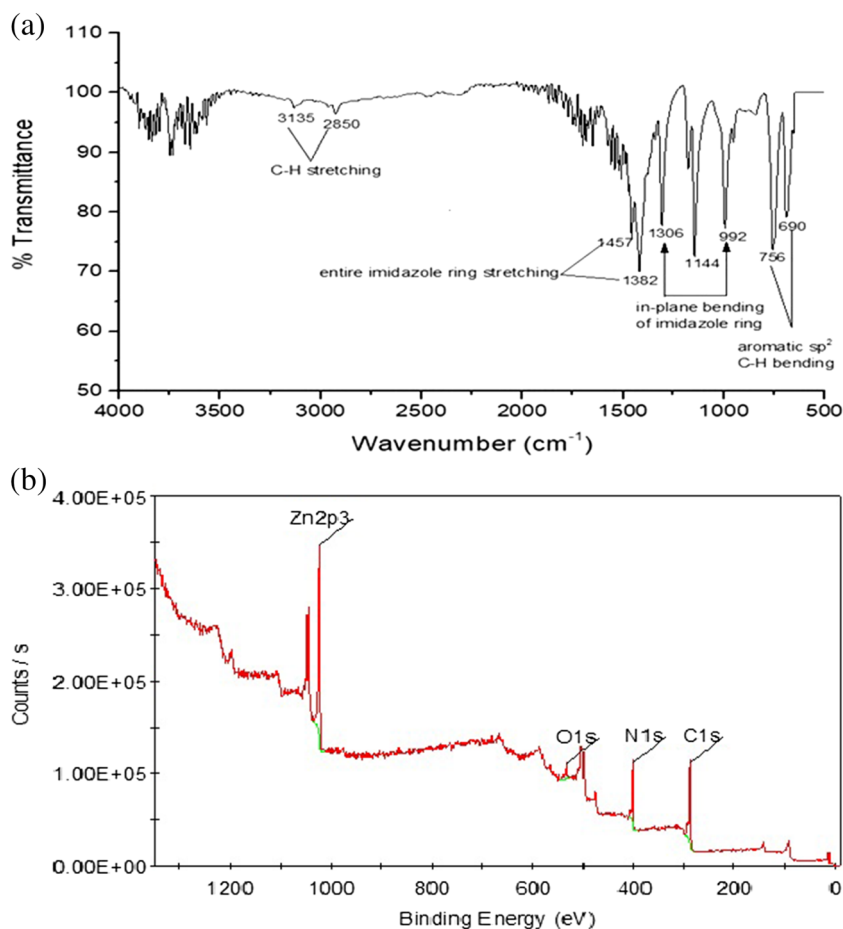 (a)
110
100
90
80
70
60
50
% Transmittance
3135
2850
C-H stretching
1457
1382
entire imidazole ring stretching
1306
1144
992
in-plane bending
of imidazole ring
756
690
aromatic sp²
C-H bending
4000 3500 3000 2500 2000 1500 1000 500
Wavenumber (cm⁻¹)
(b)
4.00E+05
3.00E+05
2.00E+05
1.00E+05
0.00E+00
Counts / s
Zn2p3
O1s
N1s
C1s
1200 1000 800 600 400 200 0
Binding Energy (eV)